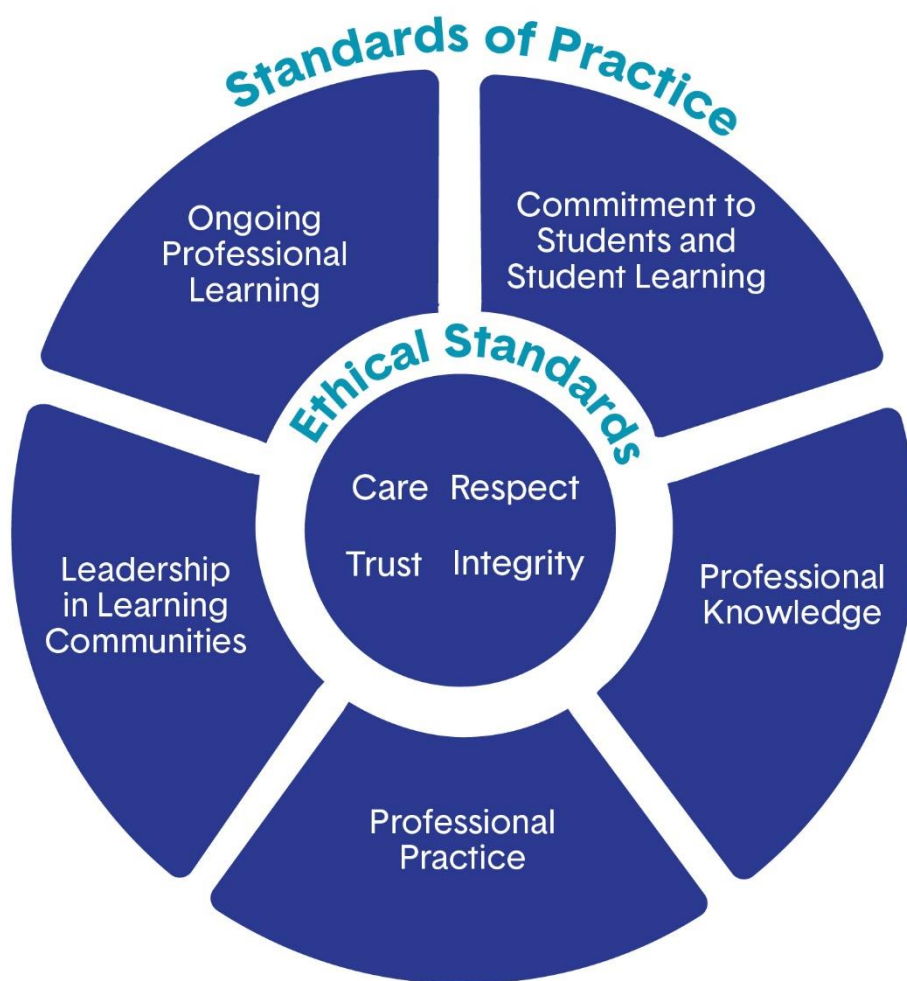 Standards of Practice
Commitment to
Students and
Student Learning
Professional
Knowledge
Professional
Practice
Leadership
in Learning
Communities
Ongoing
Professional
Learning
Ethical Standards
Care Respect
Trust Integrity